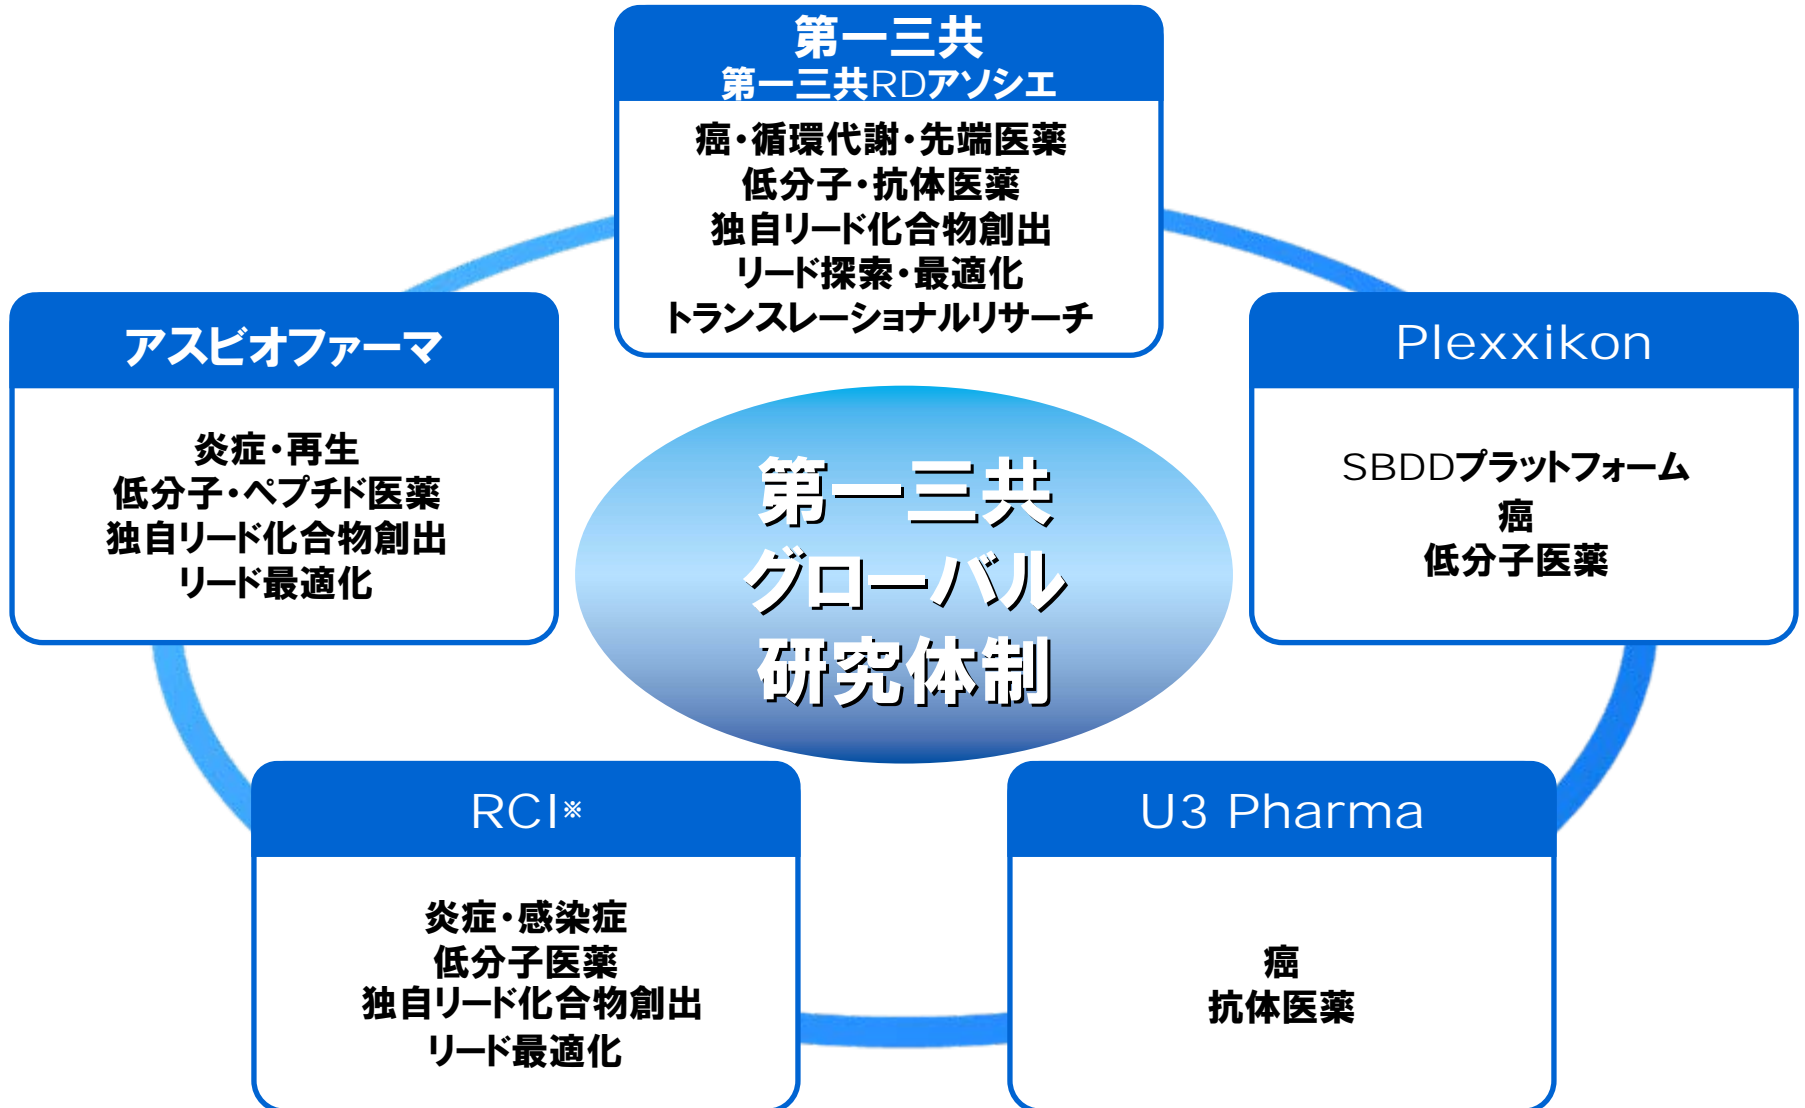 第一三共
第一三共RDアソシエ
癌・循環代謝・先端医薬
低分子・抗体医薬
独自リード化合物創出
リード探索・最適化
トランスレーショナルリサーチ
アスビオファーマ
炎症・再生
低分子・ペプチド医薬
独自リード化合物創出
リード最適化
Plexxikon
SBDDプラットフォーム
癌
低分子医薬
第一三共
グローバル
研究体制
RCI※
炎症・感染症
低分子医薬
独自リード化合物創出
リード最適化
U3 Pharma
癌
抗体医薬